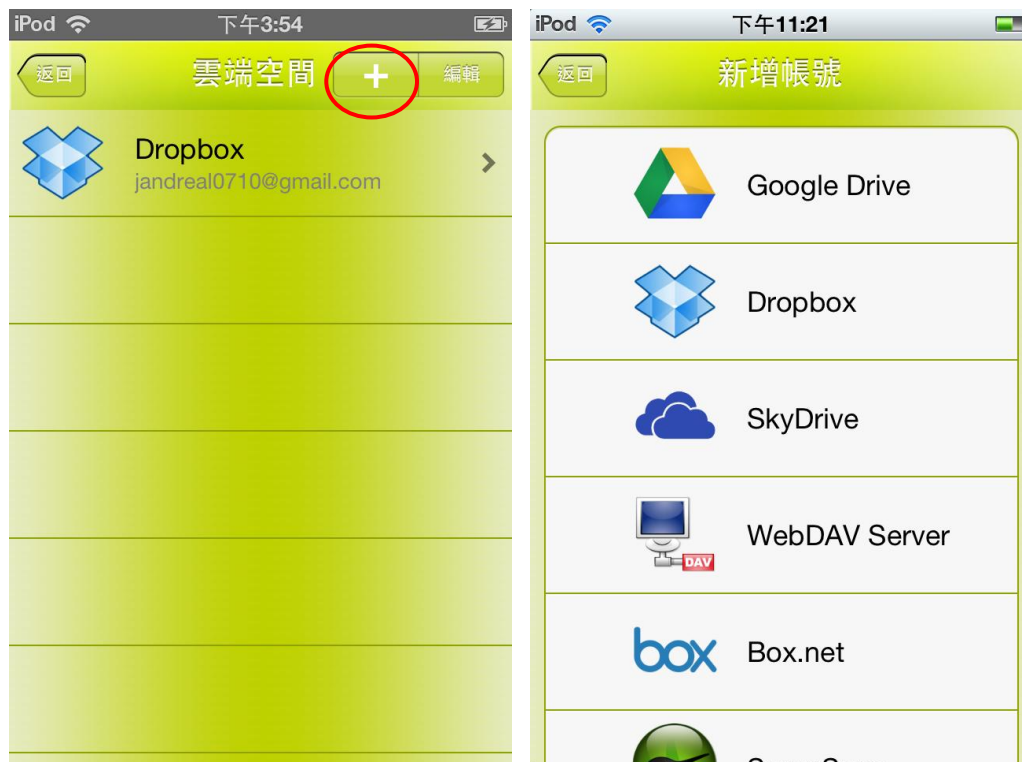 iPod 下午3:54
返回 雲端空間 + 編輯
Dropbox
jandreal0710@gmail.com
iPod 下午11:21
返回 新增帳號
Google Drive
Dropbox
SkyDrive
DAV WebDAV Server
box Box.net